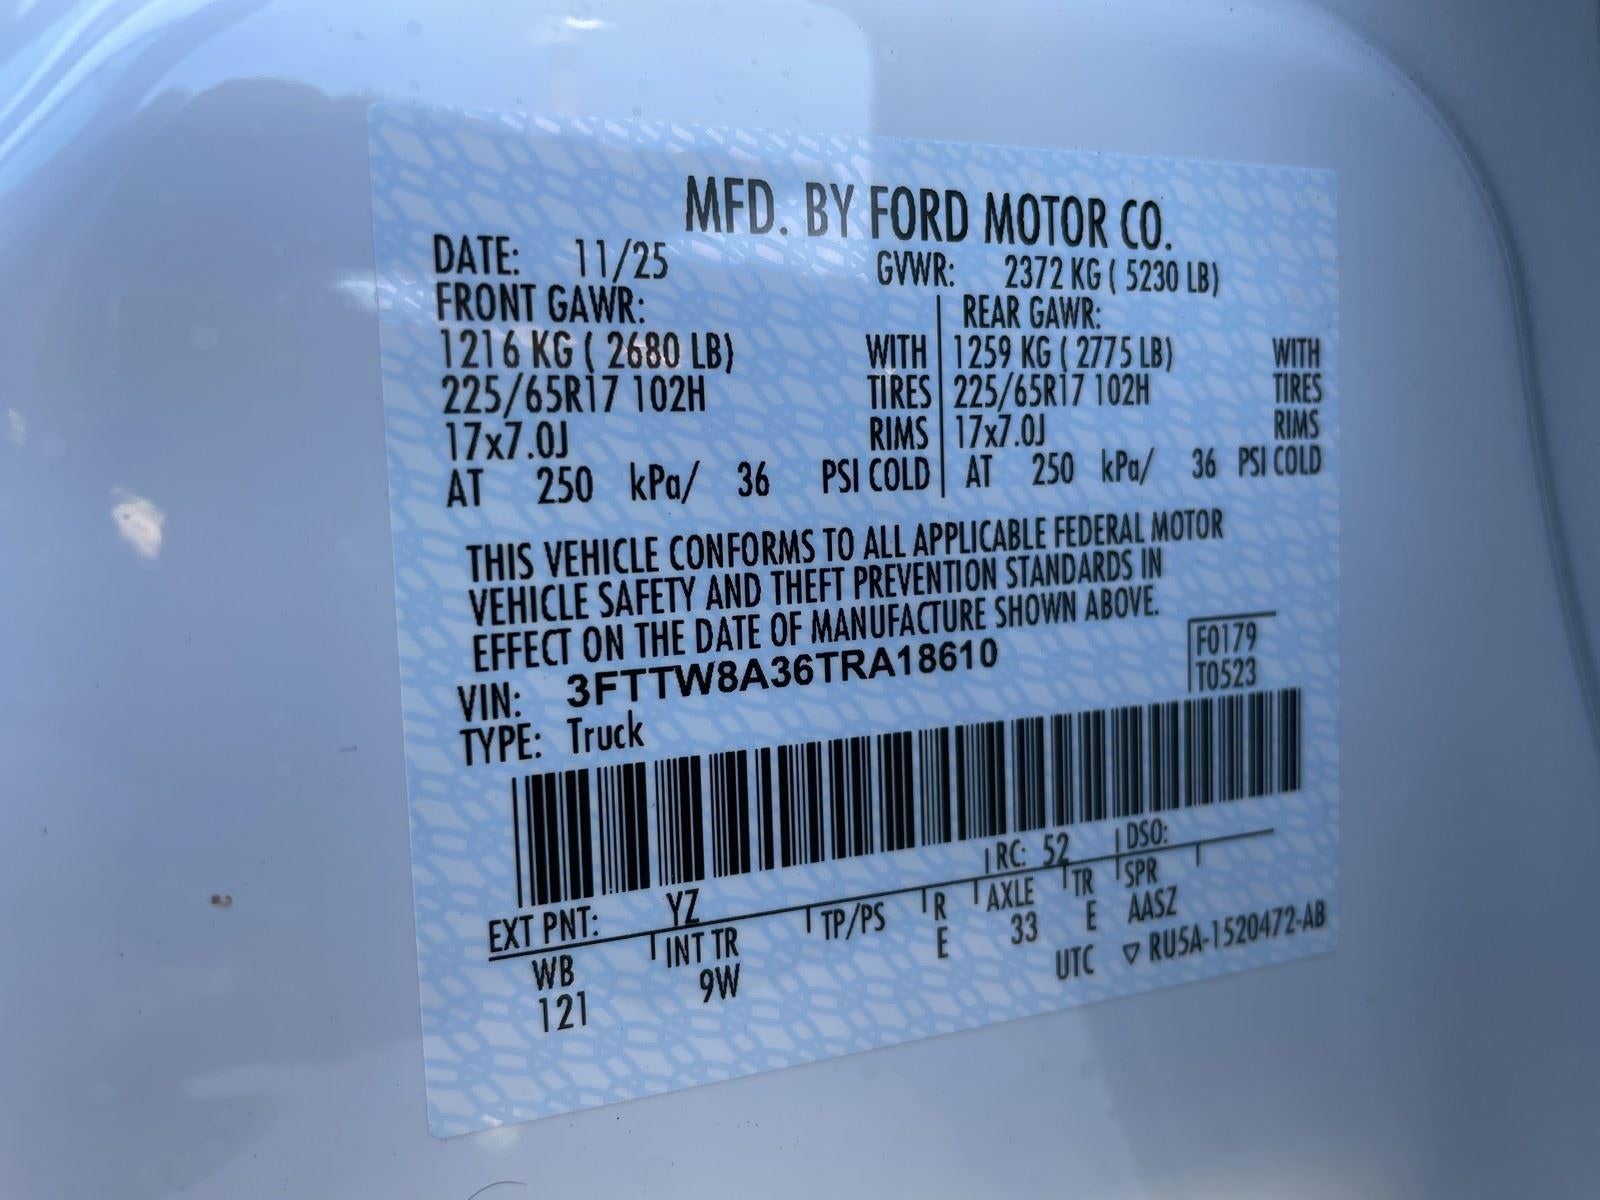 MFD. BY FORD MOTOR CO.
DATE: 11/25 GVWR: 2372 KG ( 5230 LB)
FRONT GAWR: REAR GAWR:
1216 KG ( 2680 LB) WITH 1259 KG ( 2775 LB) WITH
225/65R17 102H TIRES 225/65R17 102H TIRES
17x7.0J RIMS 17x7.0J RIMS
AT 250 kPa/ 36 PSI COLD AT 250 kPa/ 36 PSI COLD
THIS VEHICLE CONFORMS TO ALL APPLICABLE FEDERAL MOTOR
VEHICLE SAFETY AND THEFT PREVENTION STANDARDS IN
EFFECT ON THE DATE OF MANUFACTURE SHOWN ABOVE.
VIN: 3FTTW8A36TRA18610 F0179
TYPE: Truck T0523
EXT PNT: YZ RC: 52 DSO:
WB INT TR TP/PS R AXLE TR SPR
121 9W E 33 E AASZ
UTC ▽ RU5A-1520472-AB